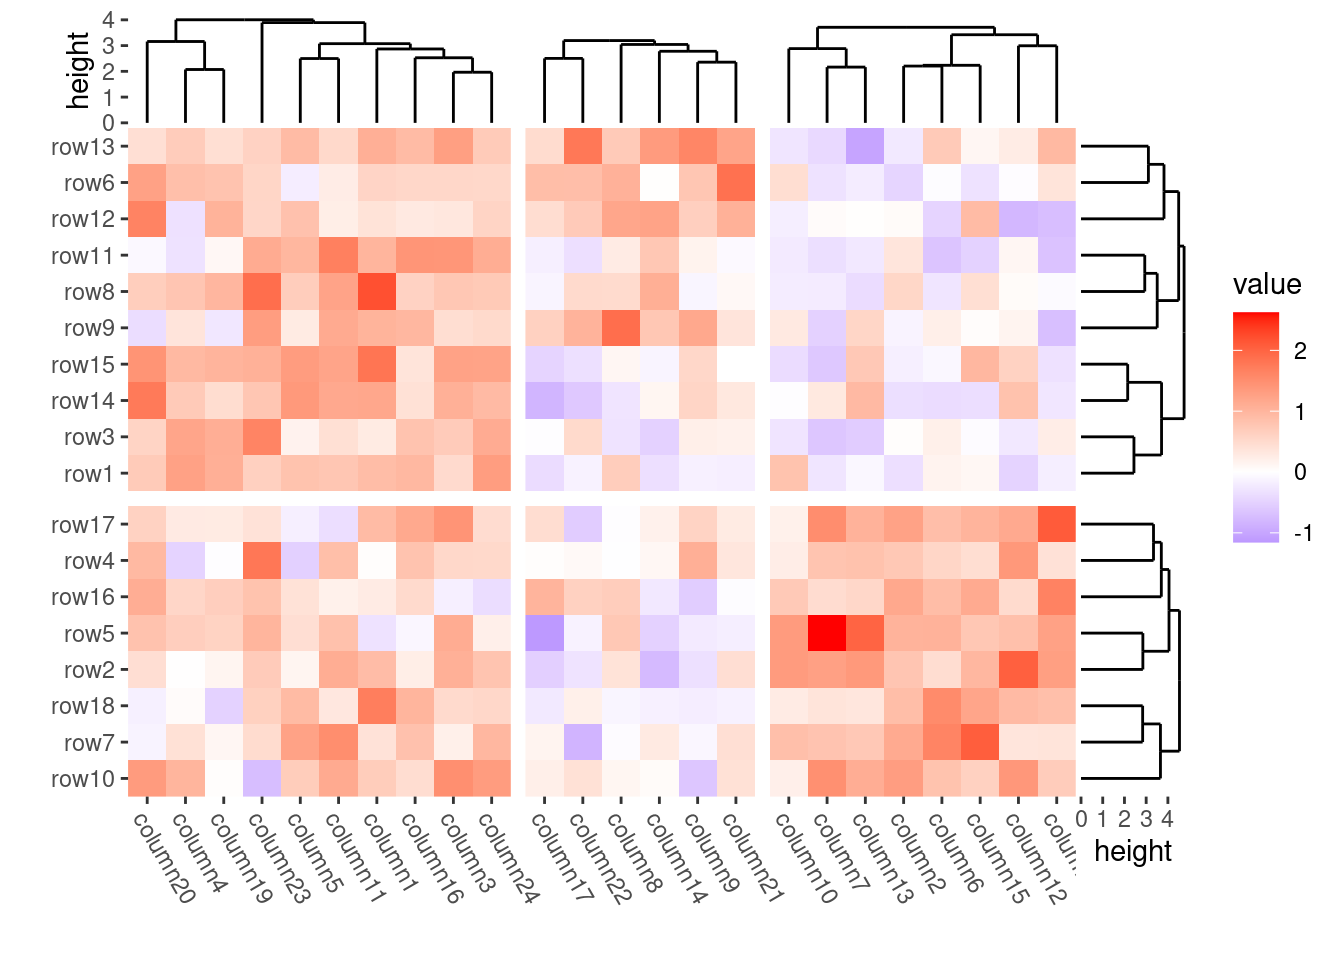 4
3
2
1
0
height
row13
row6
row12
row11
row8
row9
row15
row14
row3
row1
row17
row4
row16
row5
row2
row18
row7
row10
column20
column4
column19
column23
column5
column11
column1
column16
column3
column24
column17
column22
column8
column14
column9
column21
column10
column7
column13
column2
column6
column15
column12
0 1 2 3 4
height
value
2
1
0
-1